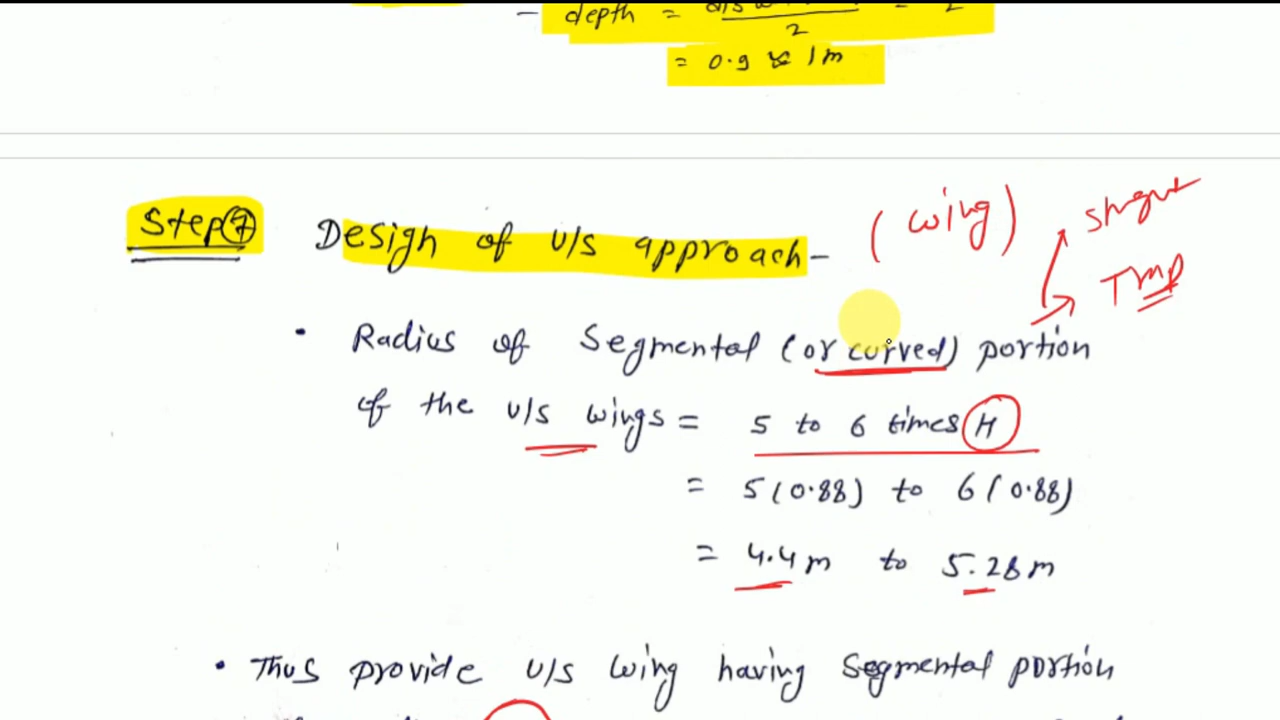 - depth =
2
= 0.9 ≈ 1m
Step(7) Design of U/S approach - (wing)
Trap
• Radius of Segmental (or curved) portion
of the U/S wings = 5 to 6 times H
= 5(0.88) to 6(0.88)
= 4.4m to 5.28m
• Thus provide U/S wing having Segmental portion